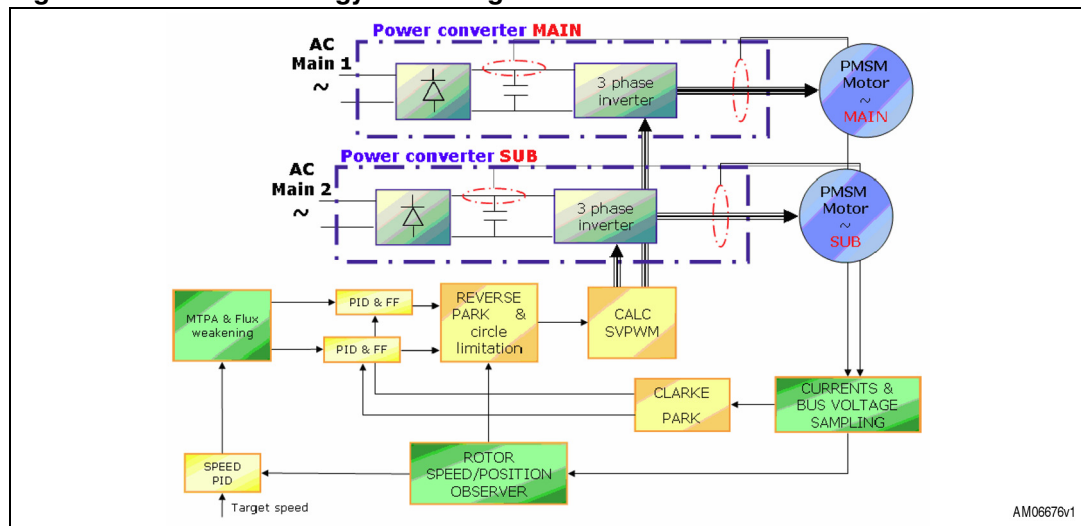 Power converter MAIN
AC
Main 1
~
3 phase
inverter
PMSM
Motor
~
MAIN
Power converter SUB
AC
Main 2
~
3 phase
inverter
PMSM
Motor
~
SUB
MTPA & Flux
weakening
PID & FF
PID & FF
REVERSE
PARK &
circle
limitation
CALC
SVPWM
CLARKE
PARK
CURRENTS &
BUS VOLTAGE
SAMPLING
SPEED
PID
ROTOR
SPEED/POSITION
OBSERVER
Target speed
AM06676v1